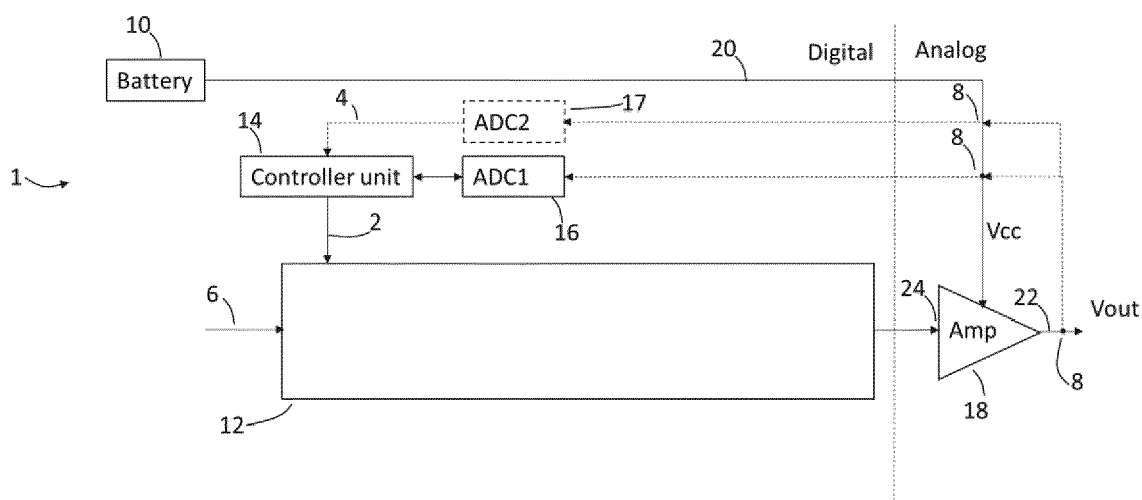 10
Battery
20
Digital
Analog
4
17
8
14
ADC2
8
1
Controller unit
ADC1
2
16
Vcc
6
24
22
Vout
Amp
8
12
18